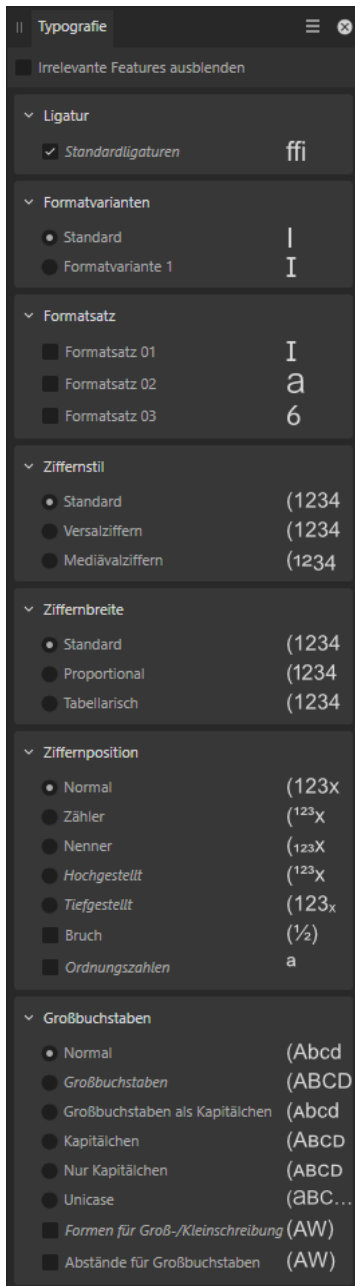 Typografie
Irrelevante Features ausblenden
Ligatur
Standardligaturen ffi
Formatvarianten
Standard I
Formatvariante 1 I
Formatsatz
Formatsatz 01 I
Formatsatz 02 a
Formatsatz 03 6
Ziffernstil
Standard (1234
Versalziffern (1234
Mediävalziffern (1234
Ziffernbreite
Standard (1234
Proportional (1234
Tabellarisch (1234
Ziffernposition
Normal (123x
Zähler (¹²³x
Nenner (₁₂₃x
Hochgestellt (¹²³x
Tiefgestellt (123ₓ
Bruch (½)
Ordnungszahlen ª
Großbuchstaben
Normal (Abcd
Großbuchstaben (ABCD
Großbuchstaben als Kapitälchen (ᴀbcd
Kapitälchen (Aʙᴄᴅ
Nur Kapitälchen (ᴀʙᴄᴅ
Unicase (aBC...
Formen für Groß-/Kleinschreibung (AW)
Abstände für Großbuchstaben (AW)